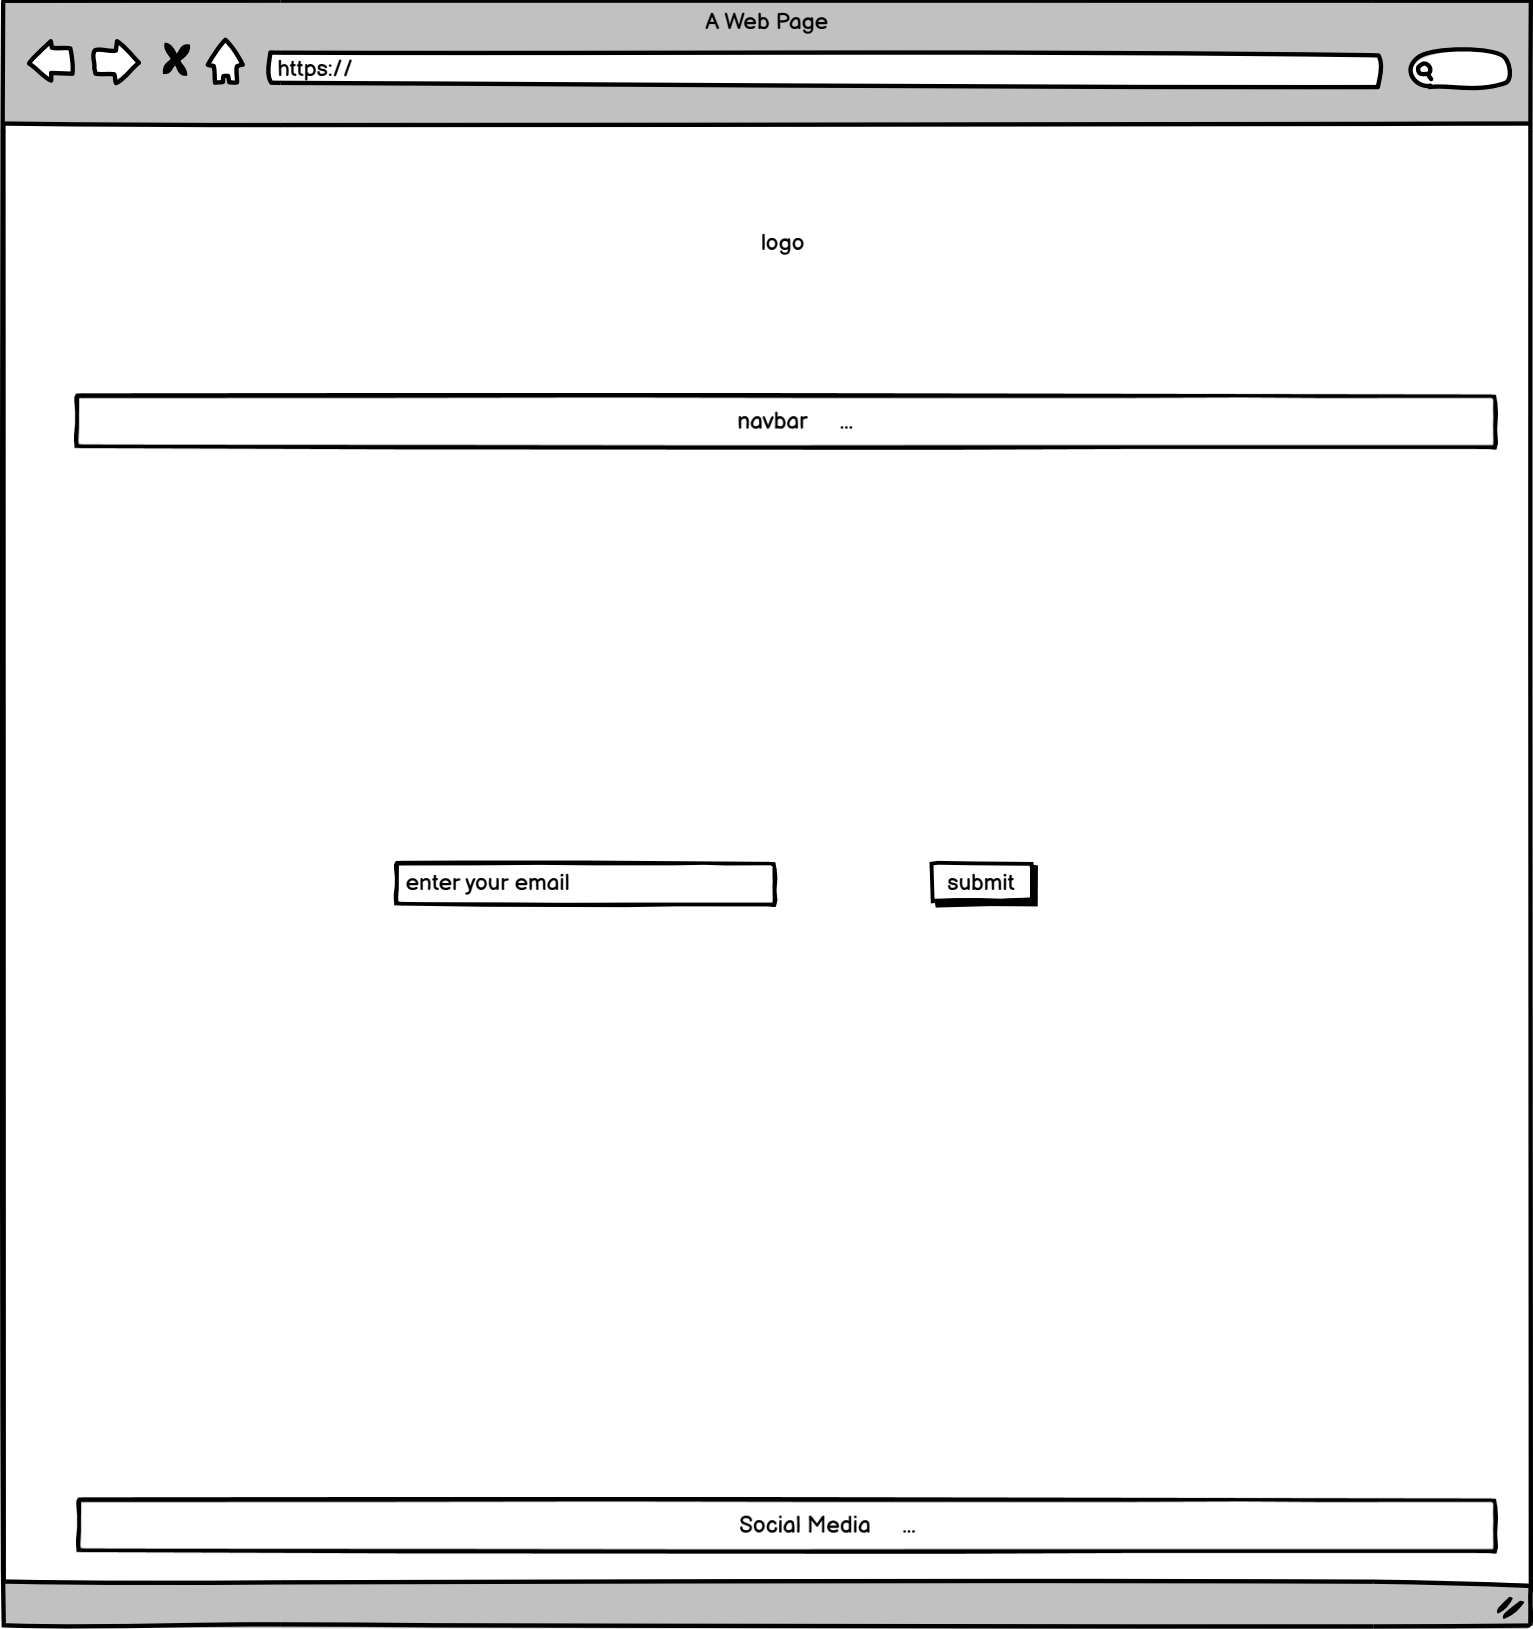 A Web Page
https://
logo
navbar ...
enter your email
submit
Social Media ...